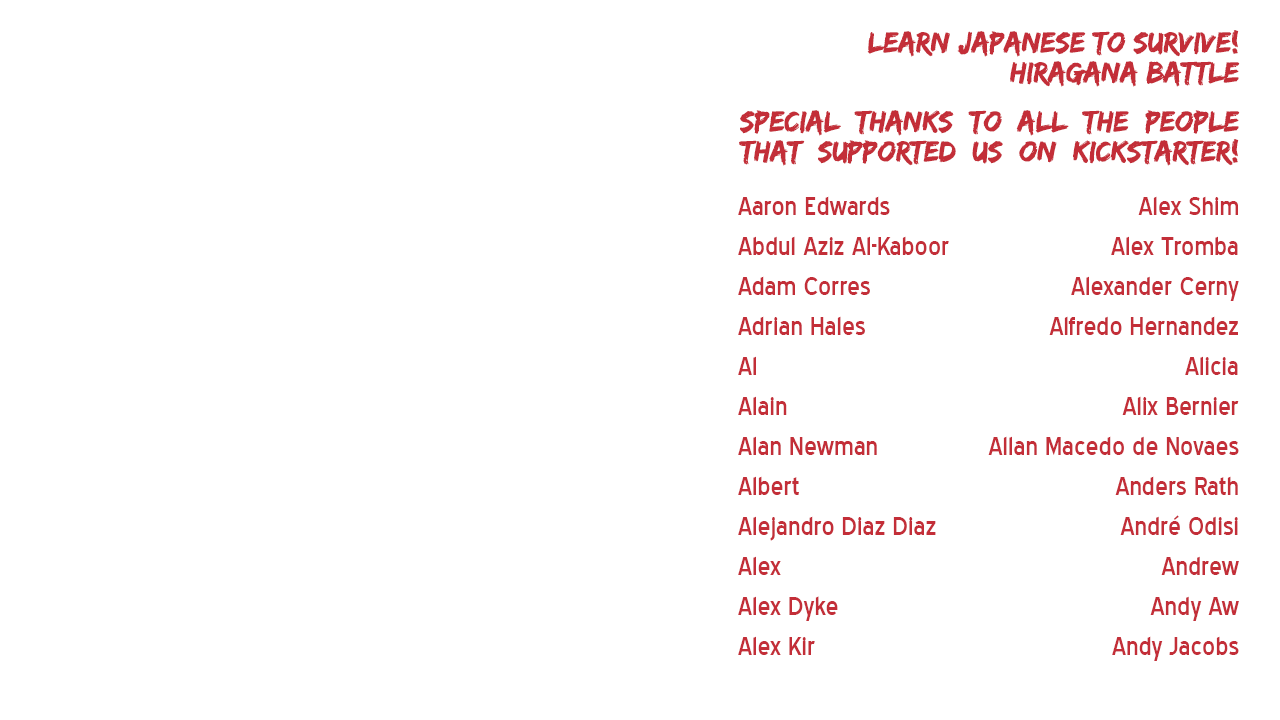 LEARN JAPANESE TO SURVIVE!
HIRAGANA BATTLE
SPECIAL THANKS TO ALL THE PEOPLE
THAT SUPPORTED US ON KICKSTARTER!
Aaron Edwards
Abdul Aziz Al-Kaboor
Adam Corres
Adrian Hales
Al
Alain
Alan Newman
Albert
Alejandro Diaz Diaz
Alex
Alex Dyke
Alex Kir
Alex Shim
Alex Tromba
Alexander Cerny
Alfredo Hernandez
Alicia
Alix Bernier
Allan Macedo de Novaes
Anders Rath
André Odisi
Andrew
Andy Aw
Andy Jacobs